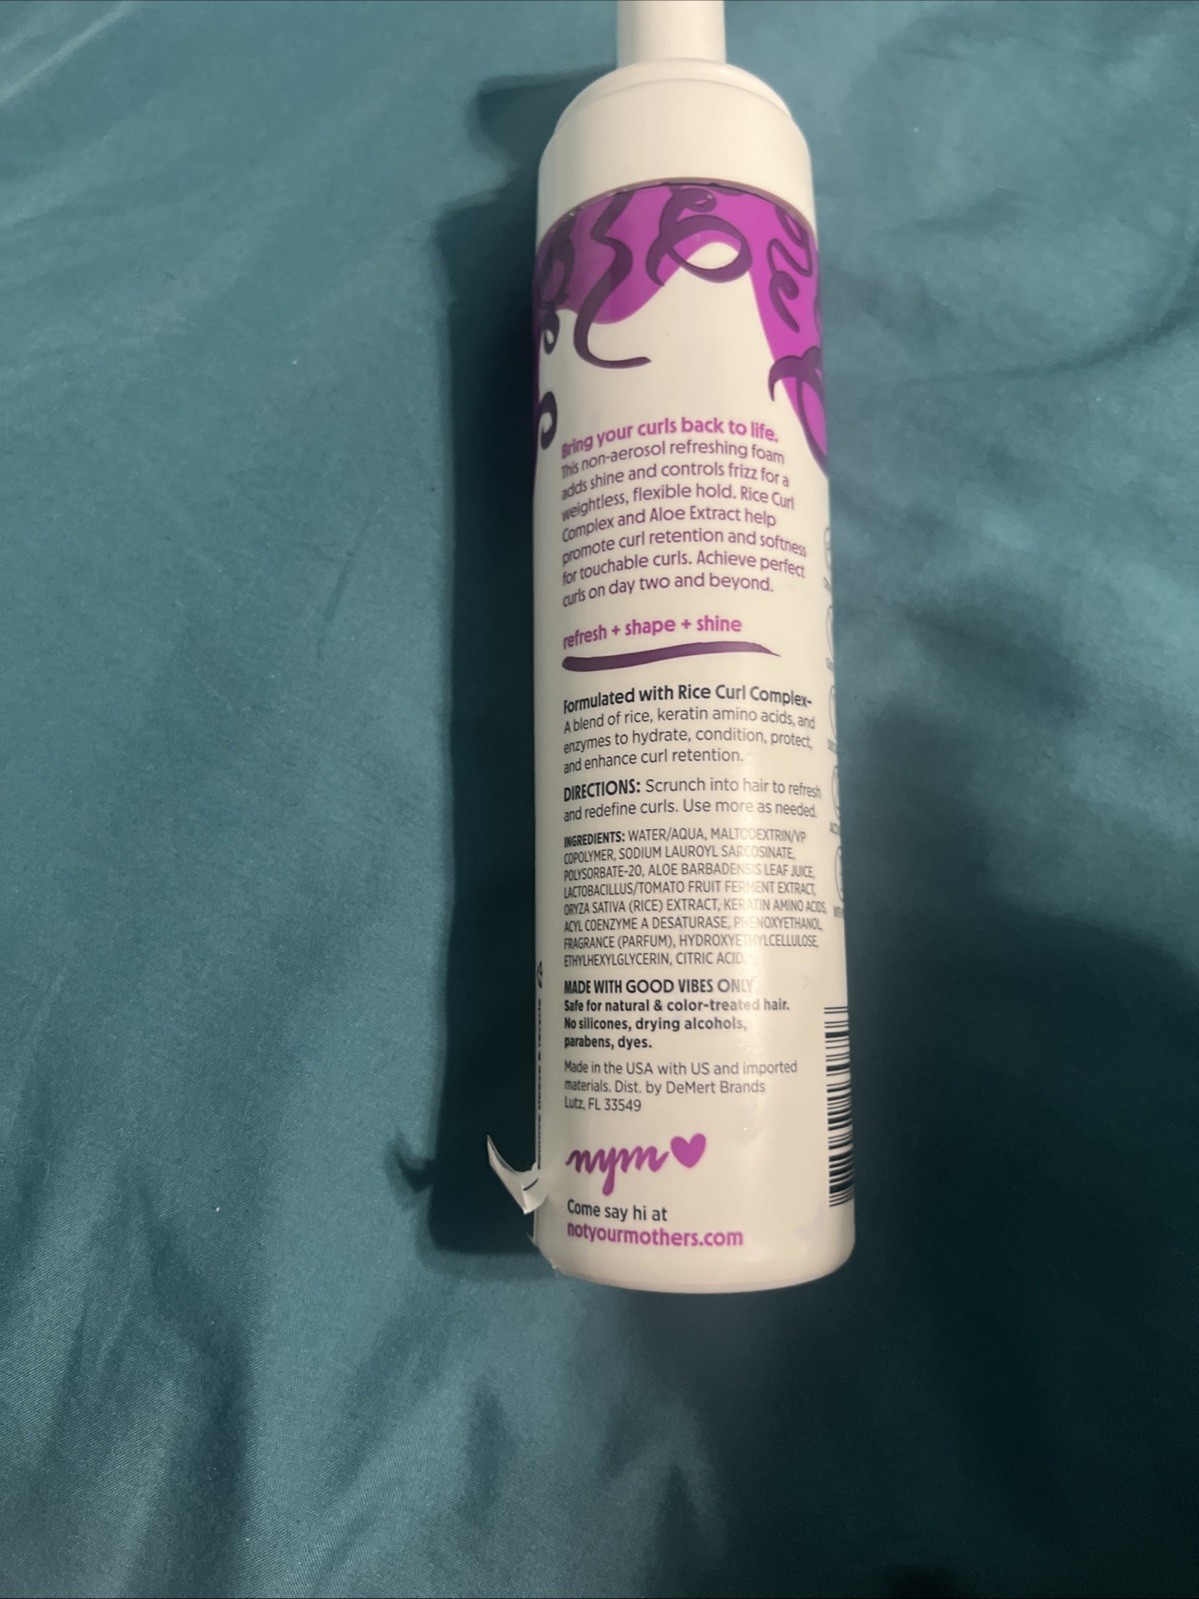 Bring your curls back to life.
This non-aerosol refreshing foam
adds shine and controls frizz for a
weightless, flexible hold. Rice Curl
Complex and Aloe Extract help
promote curl retention and softness
for touchable curls. Achieve perfect
curls on day two and beyond.
refresh + shape + shine
Formulated with Rice Curl Complex-
A blend of rice, keratin amino acids, and
enzymes to hydrate, condition, protect,
and enhance curl retention.
DIRECTIONS: Scrunch into hair to refresh
and redefine curls. Use more as needed.
INGREDIENTS: WATER/AQUA, MALTODEXTRIN/VP
COPOLYMER, SODIUM LAUROYL SARCOSINATE,
POLYSORBATE-20, ALOE BARBADENSIS LEAF JUICE,
LACTOBACILLUS/TOMATO FRUIT FERMENT EXTRACT,
ORYZA SATIVA (RICE) EXTRACT, KERATIN AMINO ACIDS,
ACYL COENZYME A DESATURASE, PHENOXYETHANOL,
FRAGRANCE (PARFUM), HYDROXYETHYLCELLULOSE,
ETHYLHEXYLGLYCERIN, CITRIC ACID.
MADE WITH GOOD VIBES ONLY
Safe for natural & color-treated hair.
No silicones, drying alcohols,
parabens, dyes.
Made in the USA with US and imported
materials. Dist. by DeMert Brands
Lutz, FL 33549
nym
Come say hi at
notyourmothers.com